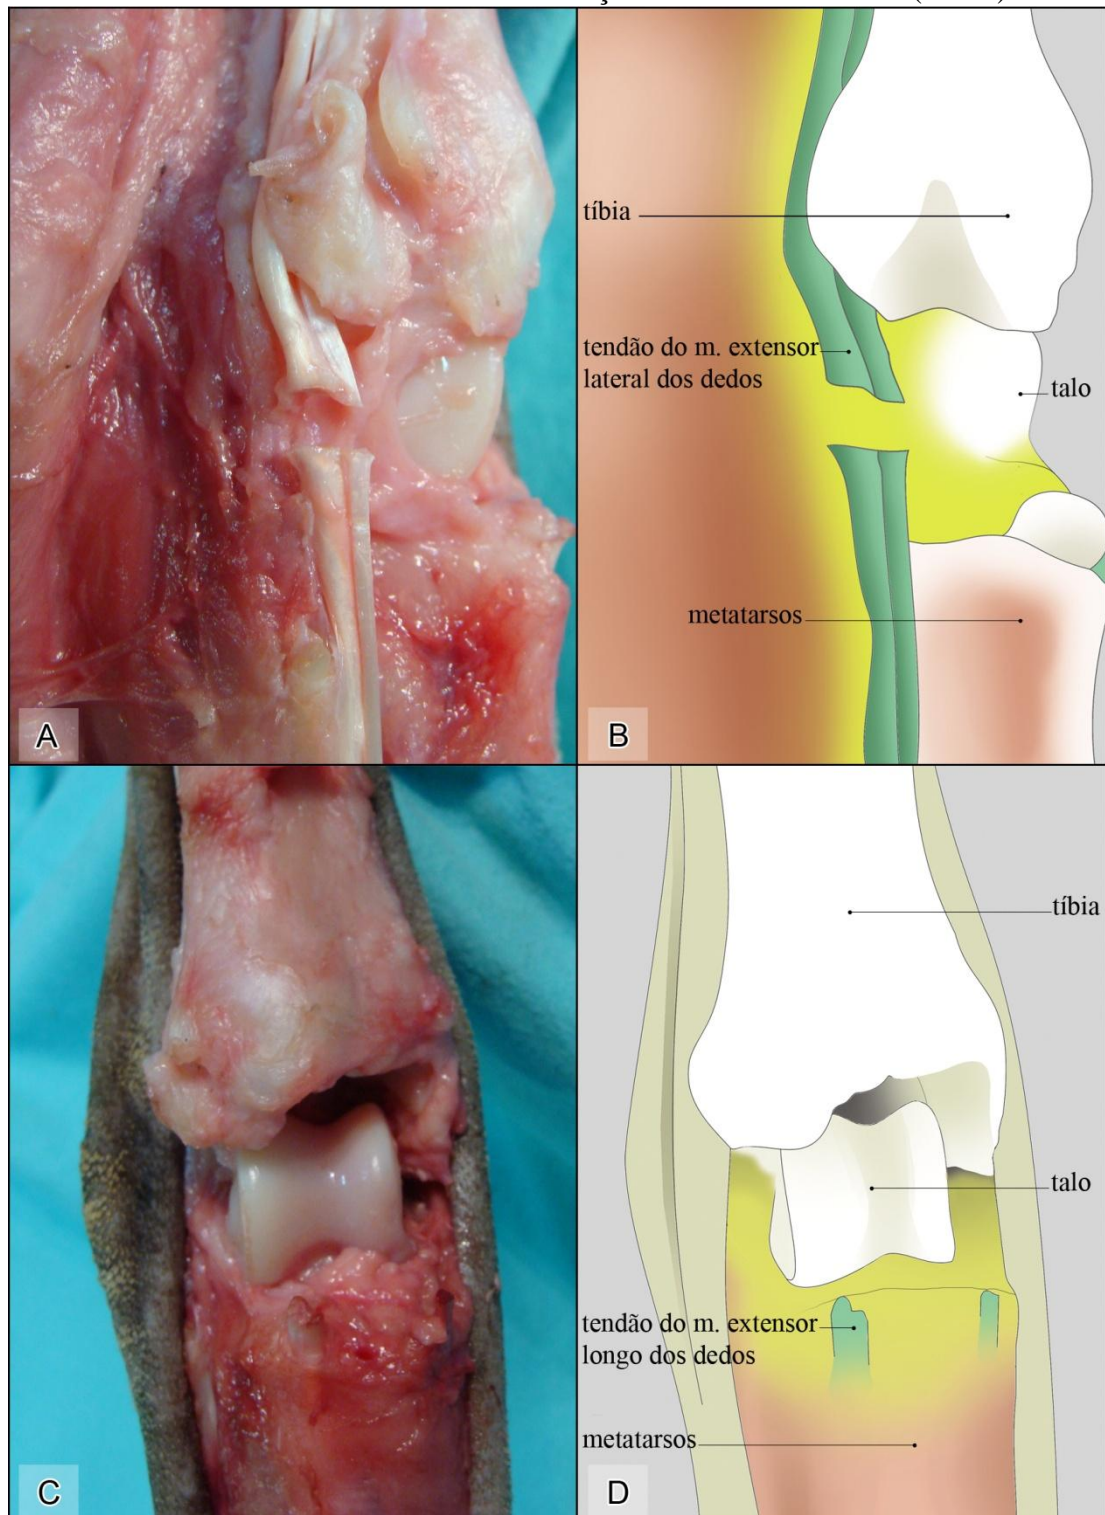 tíbia
tendão do m. extensor
lateral dos dedos
talo
metatarsos
A
B
tíbia
talo
tendão do m. extensor
longo dos dedos
metatarsos
C
D